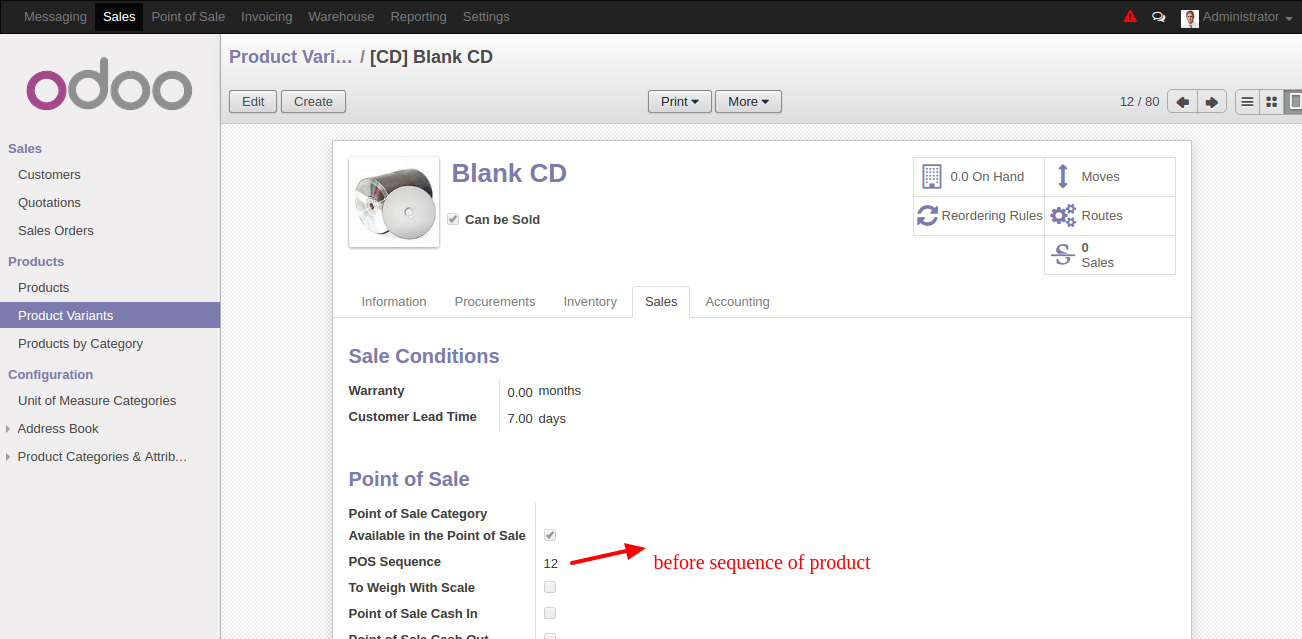 Messaging Sales Point of Sale Invoicing Warehouse Reporting Settings Administrator
odoo
Sales
Customers
Quotations
Sales Orders
Products
Products
Product Variants
Products by Category
Configuration
Unit of Measure Categories
Address Book
Product Categories & Attrib…
Product Vari… / [CD] Blank CD
Edit Create Print More 12 / 80
Blank CD
Can be Sold
0.0 On Hand Moves
Reordering Rules Routes
0
Sales
Information Procurements Inventory Sales Accounting
Sale Conditions
Warranty 0.00 months
Customer Lead Time 7.00 days
Point of Sale
Point of Sale Category
Available in the Point of Sale
POS Sequence 12 before sequence of product
To Weigh With Scale
Point of Sale Cash In
Point of Sale Cash Out